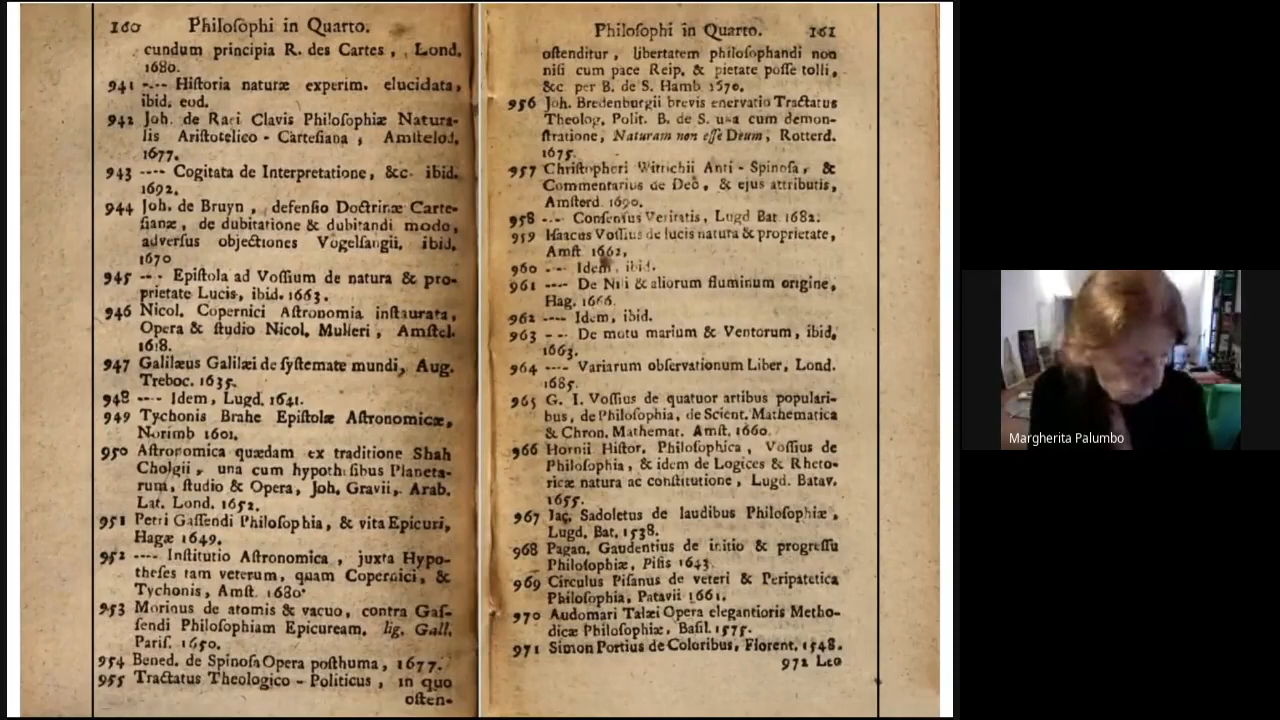 160 Philoſophi in Quarto.
cundum principia R. des Cartes , Lond.
1680.
941 ---- Hiſtoria naturæ experim. elucidata,
ibid. eod.
942 Joh. de Raei Clavis Philoſophiæ Natura-
lis Ariſtotelico - Carteſiana , Amſtelod.
1677.
943 ---- Cogitata de Interpretatione, &c. ibid.
1692.
944 Joh. de Bruyn , defenſio Doctrinæ Carte-
ſianæ, de dubitatione & dubitandi modo,
adverſus objectiones Vogelſangii, ibid.
1670
945 --- Epiſtola ad Voſſium de natura & pro-
prietate Lucis, ibid. 1663.
946 Nicol. Copernici Aſtronomia inſtaurata,
Opera & ſtudio Nicol. Mulleri, Amſtel.
1618.
947 Galilæus Galilæi de ſyſtemate mundi, Aug.
Treboc. 1635.
948 ---- Idem, Lugd. 1641.
949 Tychonis Brahe Epiſtolæ Aſtronomicæ,
Norimb 1601.
950 Aſtronomica quædam ex traditione Shah
Cholgii, una cum hypotheſibus Planeta-
rum, ſtudio & Opera, Joh. Gravii, Arab.
Lat. Lond. 1652.
951 Petri Gaſſendi Philoſophia, & vita Epicuri,
Hagæ 1649.
952 ---- Inſtitutio Aſtronomica , juxta Hypo-
theſes tam veterum, quam Copernici, &
Tychonis, Amſt. 1680.
953 Morinus de atomis & vacuo, contra Gaſ-
ſendi Philoſophiam Epicuream. lig. Gall.
Pariſ. 1650.
954 Bened. de Spinoſa Opera poſthuma, 1677.
955 Tractatus Theologico - Politicus , in quo
oſten-
Philoſophi in Quarto. 161
oſtenditur , libertatem philoſophandi non
niſi cum pace Reip. & pietate poſſe tolli,
&c per B. de S. Hamb 1570.
956 Joh. Bredenburgii brevis enervatio Tractatus
Theolog. Polit. B. de S. una cum demon-
ſtratione, Naturam non eſſe Deum, Rotterd.
1675.
957 Chriſtopheri Wittichii Anti - Spinoſa, &
Commentarius de Deo, & ejus attributis,
Amſterd. 1690.
958 --- Conſenſus Veritatis, Lugd Bat. 1682.
959 Iſaacus Voſſius de lucis natura & proprietate,
Amſt. 1662,
960 --- Idem, ibid.
961 ---- De Nili & aliorum fluminum origine,
Hag. 1666.
962 ---- Idem, ibid.
963 --- De motu marium & Ventorum, ibid,
1663.
964 ---- Variarum obſervationum Liber, Lond.
1685.
965 G. I. Voſſius de quatuor artibus populari-
bus, de Philoſophia, de Scient. Mathematica
& Chron. Mathemat. Amſt. 1660.
966 Hornii Hiſtor. Philoſophica , Voſſius de
Philoſophia, & idem de Logices & Rheto-
ricæ natura ac conſtitutione, Lugd. Batav.
1655.
967 Jac. Sadoletus de laudibus Philoſophiæ,
Lugd. Bat. 1538.
968 Pagan. Gaudentius de initio & progreſſu
Philoſophiæ, Piſis 1643.
969 Circulus Piſanus de veteri & Peripatetica
Philoſophia, Patavii 1661.
970 Audomari Talæi Opera elegantioris Metho-
dicæ Philoſophiæ, Baſil. 1575.
971 Simon Portius de Coloribus, Florent. 1548.
972 Leo
Margherita Palumbo